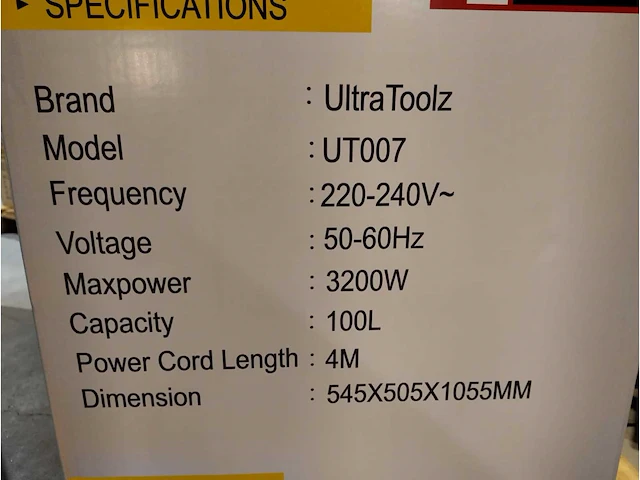 ► SPECIFICATIONS
Brand : UltraToolz
Model : UT007
Frequency : 220-240V~
Voltage : 50-60Hz
Maxpower : 3200W
Capacity : 100L
Power Cord Length : 4M
Dimension : 545X505X1055MM